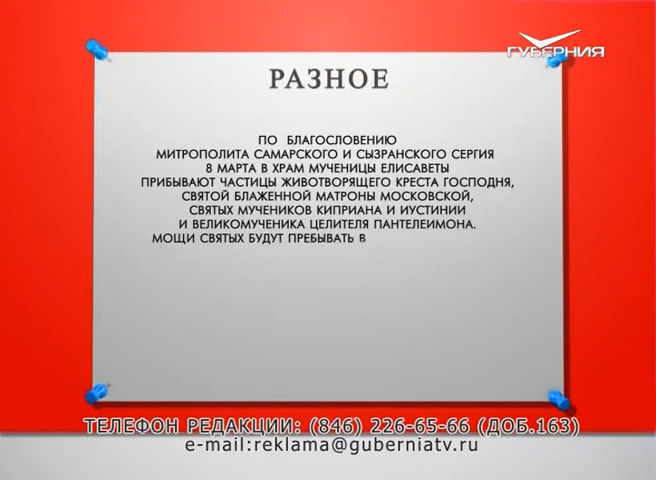 ГУБЕРНИЯ
РАЗНОЕ
ПО БЛАГОСЛОВЕНИЮ
МИТРОПОЛИТА САМАРСКОГО И СЫЗРАНСКОГО СЕРГИЯ
8 МАРТА В ХРАМ МУЧЕНИЦЫ ЕЛИСАВЕТЫ
ПРИБЫВАЮТ ЧАСТИЦЫ ЖИВОТВОРЯЩЕГО КРЕСТА ГОСПОДНЯ,
СВЯТОЙ БЛАЖЕННОЙ МАТРОНЫ МОСКОВСКОЙ,
СВЯТЫХ МУЧЕНИКОВ КИПРИАНА И ИУСТИНИИ
И ВЕЛИКОМУЧЕНИКА ЦЕЛИТЕЛЯ ПАНТЕЛЕИМОНА.
МОЩИ СВЯТЫХ БУДУТ ПРЕБЫВАТЬ В
ТЕЛЕФОН РЕДАКЦИИ: (846) 226-65-66 (ДОБ.163)
e-mail:reklama@guberniatv.ru